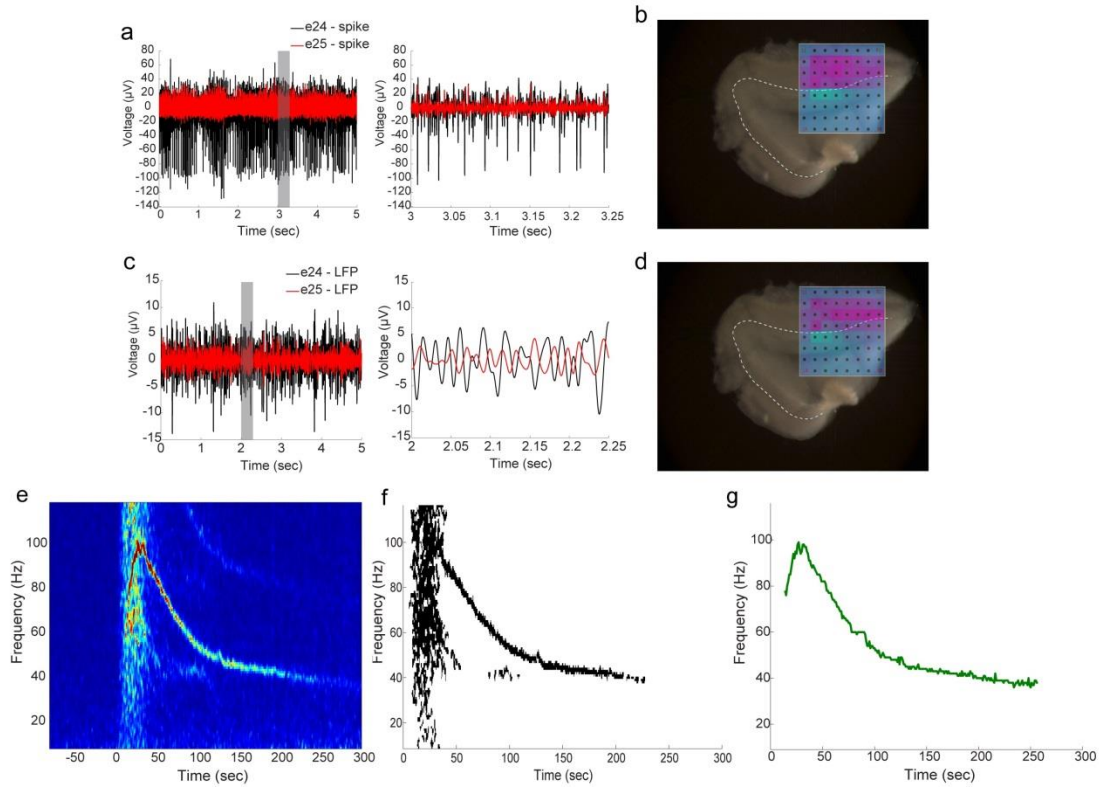 a
e24 - spike
e25 - spike
Voltage (µV)
80
60
40
20
0
-20
-40
-60
-80
-100
-120
-140
0 1 2 3 4 5
Time (sec)
Voltage (µV)
80
60
40
20
0
-20
-40
-60
-80
-100
-120
-140
3 3.05 3.1 3.15 3.2 3.25
Time (sec)
b
c
e24 - LFP
e25 - LFP
Voltage (µV)
15
10
5
0
-5
-10
-15
0 1 2 3 4 5
Time (sec)
Voltage (µV)
15
10
5
0
-5
-10
-15
2 2.05 2.1 2.15 2.2 2.25
Time (sec)
d
e
Frequency (Hz)
100
80
60
40
20
-50 0 50 100 150 200 250 300
Time (sec)
f
100
80
60
40
20
0 50 100 150 200 250 300
Time (sec)
g
Frequency (Hz)
100
80
60
40
20
0 50 100 150 200 250 300
Time (sec)